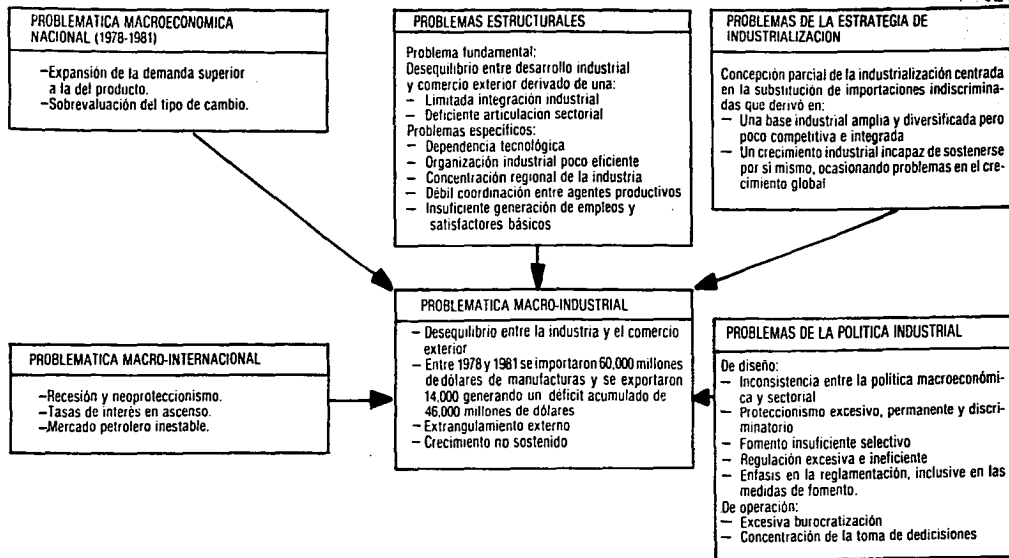 PROBLEMATICA MACROECONOMICA
NACIONAL (1978-1981)
–Expansión de la demanda superior
a la del producto.
–Sobrevaluación del tipo de cambio.
PROBLEMAS ESTRUCTURALES
Problema fundamental:
Desequilibrio entre desarrollo industrial
y comercio exterior derivado de una:
– Limitada integración industrial
– Deficiente articulacion sectorial
Problemas específicos:
– Dependencia tecnológica
– Organización industrial poco eficiente
– Concentración regional de la industria
– Débil coordinación entre agentes productivos
– Insuficiente generación de empleos y
satisfactores básicos
PROBLEMAS DE LA ESTRATEGIA DE
INDUSTRIALIZACION
Concepción parcial de la industrialización centrada
en la substitución de importaciones indiscrimina-
das que derivó en:
– Una base industrial amplia y diversificada pero
poco competitiva e integrada
– Un crecimiento industrial incapaz de sostenerse
por si mismo, ocasionando problemas en el cre-
cimiento global
PROBLEMATICA MACRO-INTERNACIONAL
–Recesión y neoproteccionismo.
–Tasas de interés en ascenso.
–Mercado petrolero inestable.
PROBLEMATICA MACRO-INDUSTRIAL
– Desequilibrio entre la industria y el comercio
exterior
– Entre 1978 y 1981 se importaron 60,000 millones
de dólares de manufacturas y se exportaron
14,000 generando un déficit acumulado de
46,000 millones de dólares
– Extrangulamiento externo
– Crecimiento no sostenido
PROBLEMAS DE LA POLITICA INDUSTRIAL
De diseño:
– Inconsistencia entre la política macroeconómi-
ca y sectorial
– Proteccionismo excesivo, permanente y discri-
minatorio
– Fomento insuficiente selectivo
– Regulación excesiva e ineficiente
– Enfasis en la reglamentación, inclusive en las
medidas de fomento.
De operación:
– Excesiva burocratización
– Concentración de la toma de dedicisiones